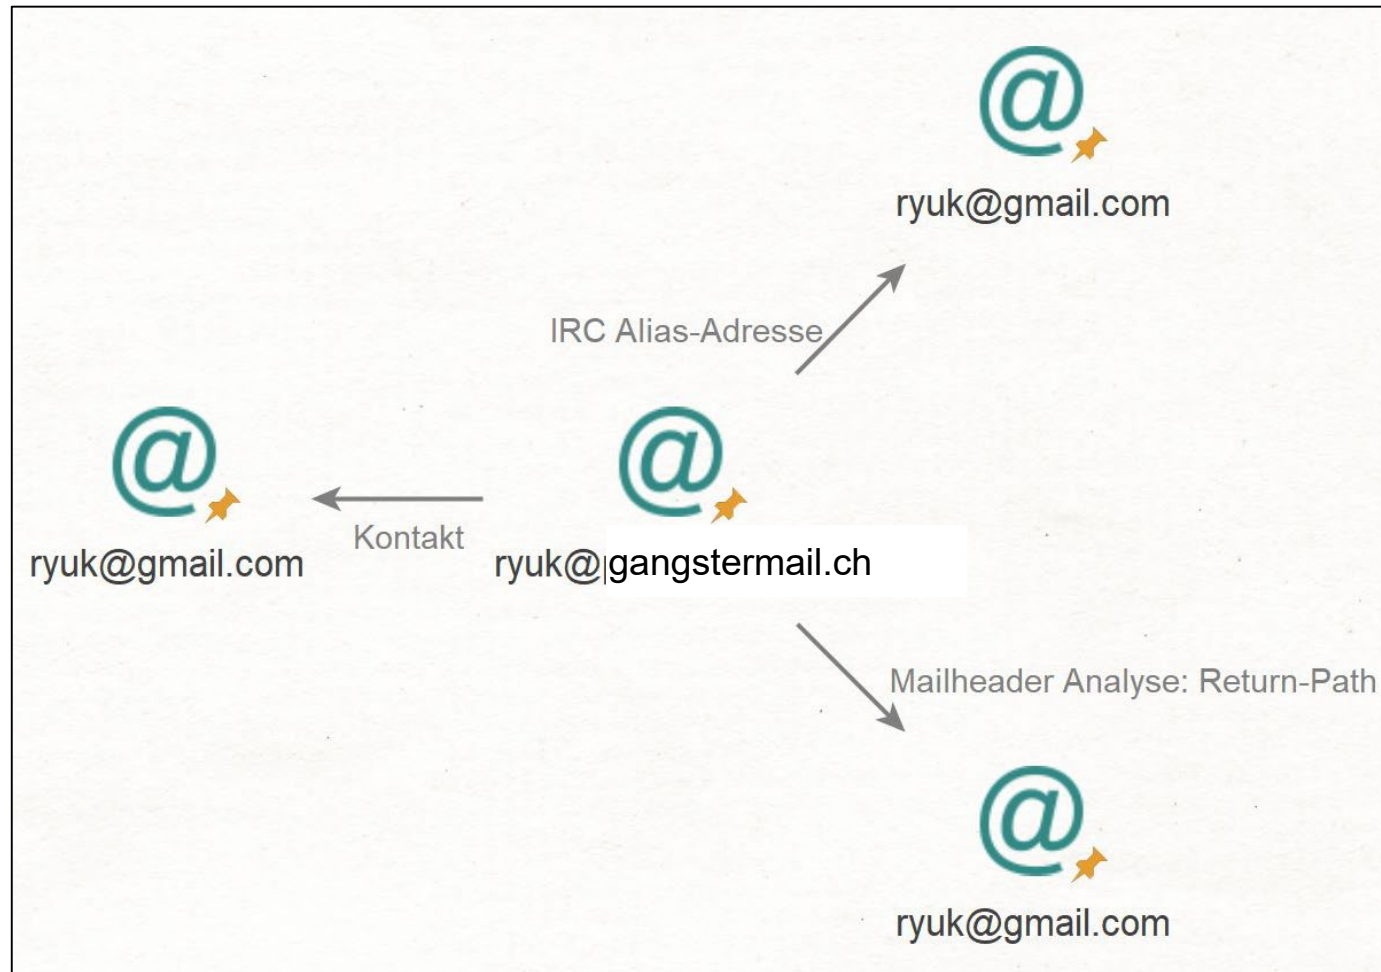 ryuk@gmail.com
IRC Alias-Adresse
Kontakt
ryuk@gmail.com
ryuk@gangstermail.ch
Mailheader Analyse: Return-Path
ryuk@gmail.com